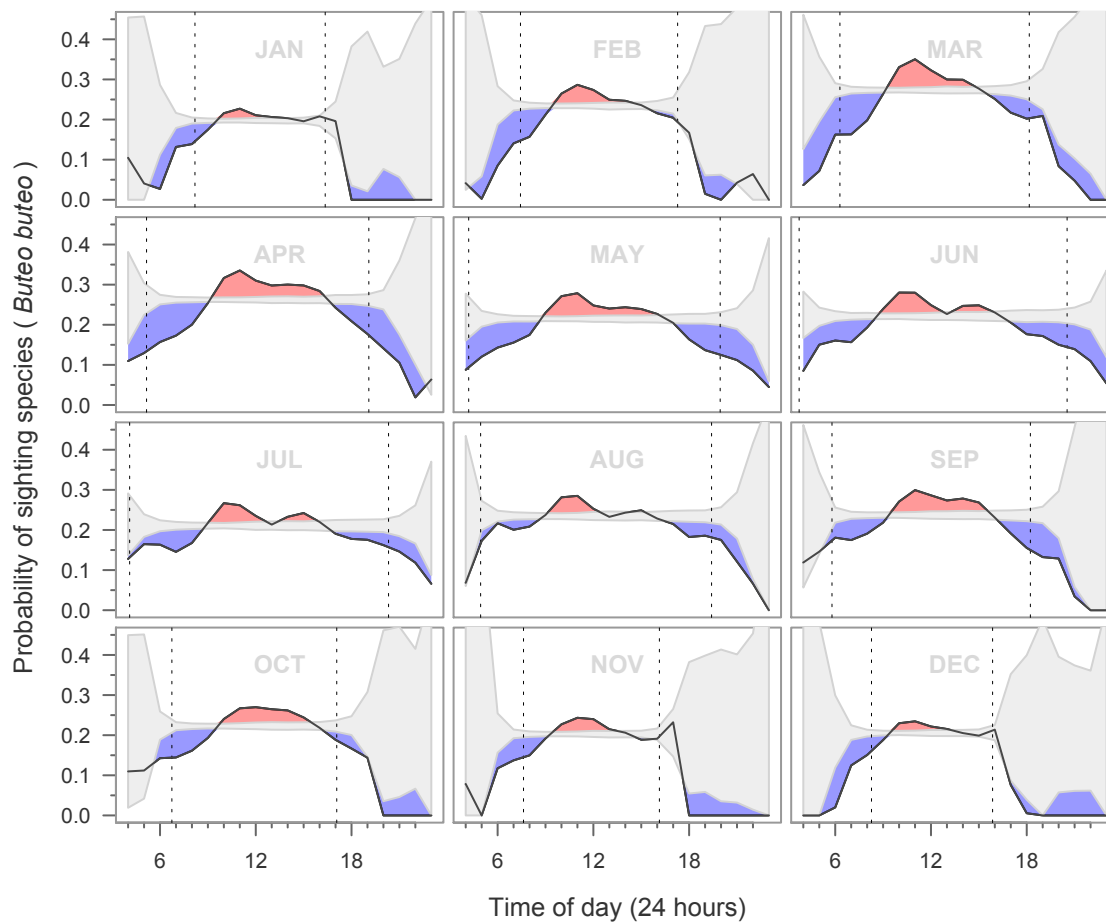 Probability of sighting species ( Buteo buteo )
JAN
FEB
MAR
0.4
0.3
0.2
0.1
0.0
APR
MAY
JUN
0.4
0.3
0.2
0.1
0.0
JUL
AUG
SEP
0.4
0.3
0.2
0.1
0.0
OCT
NOV
DEC
0.4
0.3
0.2
0.1
0.0
6 12 18 6 12 18 6 12 18
Time of day (24 hours)